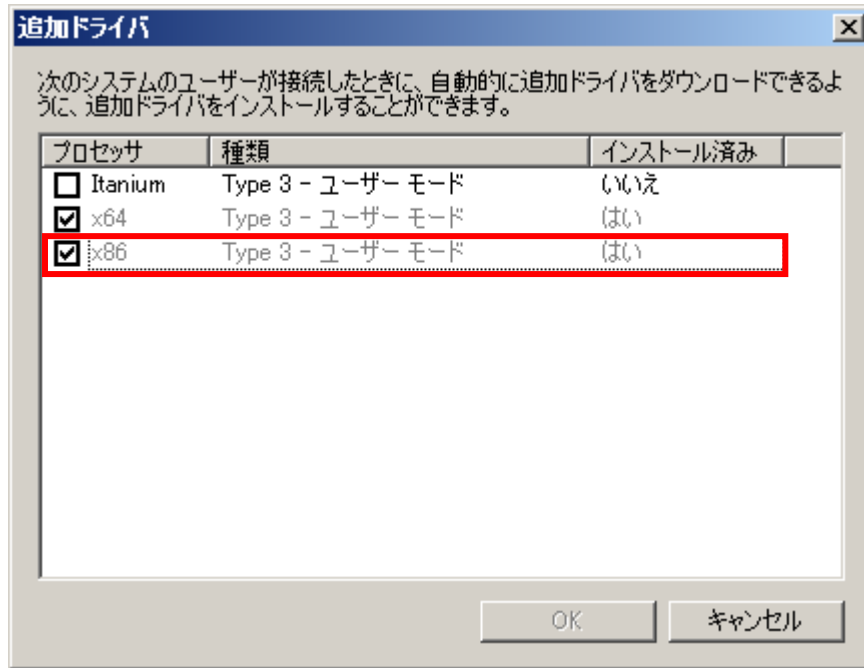 追加ドライバ
次のシステムのユーザーが接続したときに、自動的に追加ドライバをダウンロードできるよ
うに、追加ドライバをインストールすることができます。
プロセッサ 種類 インストール済み
Itanium Type 3 - ユーザー モード いいえ
x64 Type 3 - ユーザー モード はい
x86 Type 3 - ユーザー モード はい
OK キャンセル